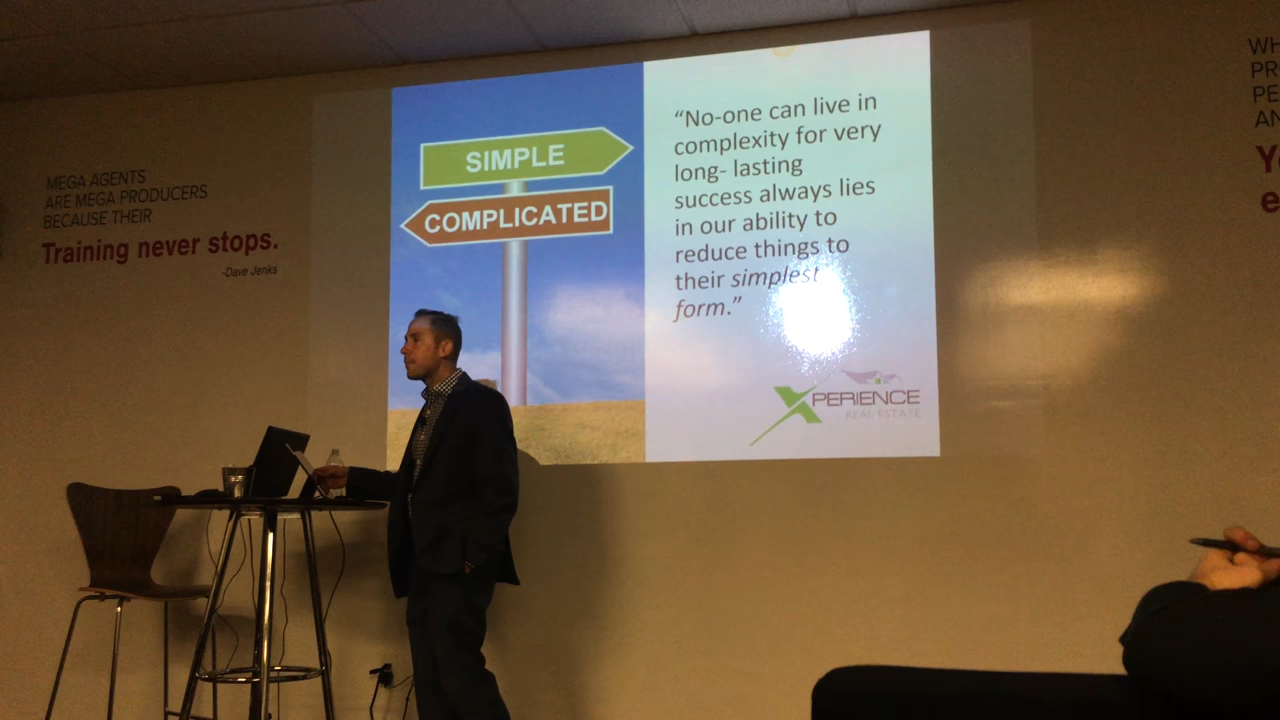 MEGA AGENTS
ARE MEGA PRODUCERS
BECAUSE THEIR
Training never stops.
-Dave Jenks
SIMPLE
COMPLICATED
“No-one can live in
complexity for very
long- lasting
success always lies
in our ability to
reduce things to
their simplest
form.”
XPERIENCE
REAL ESTATE